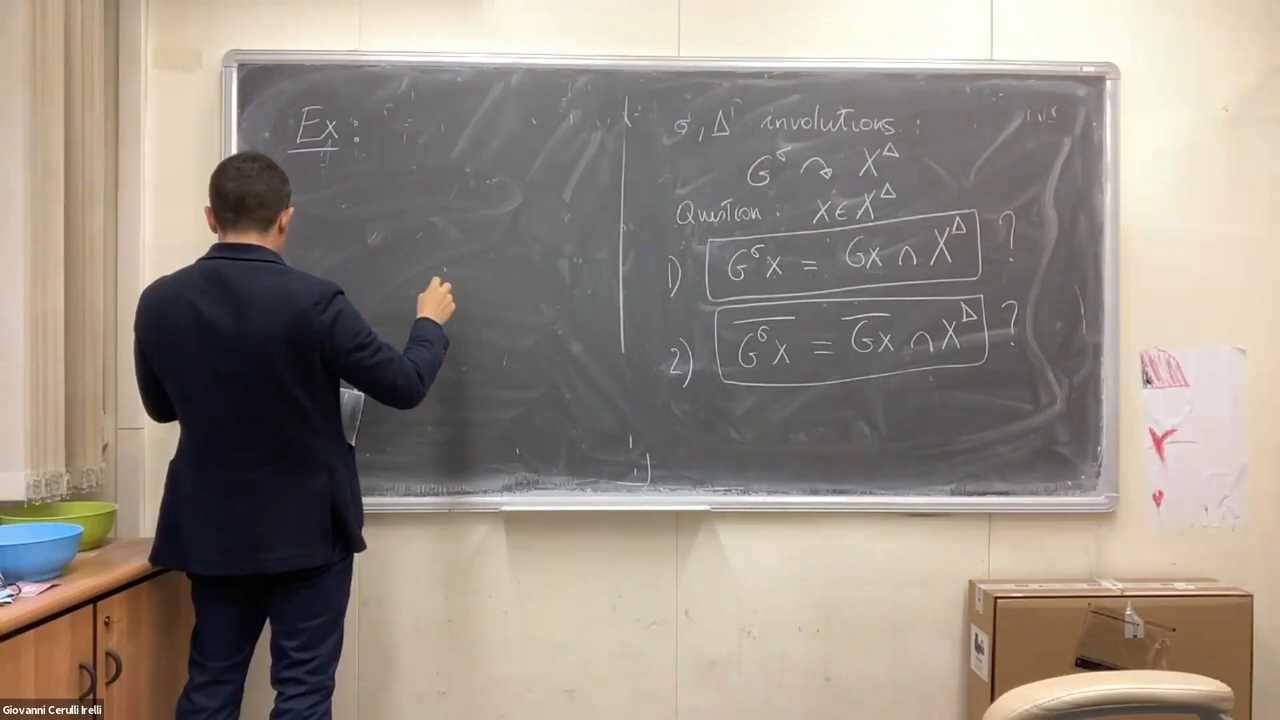 Ex:
σ, Δ involutions:
G^σ ↷ X^Δ
Question: x ∈ X^Δ
1) G^σx = Gx ∩ X^Δ ?
2) \overline{G^σx} = \overline{Gx} ∩ X^Δ ?
Giovanni Cerulli Irelli